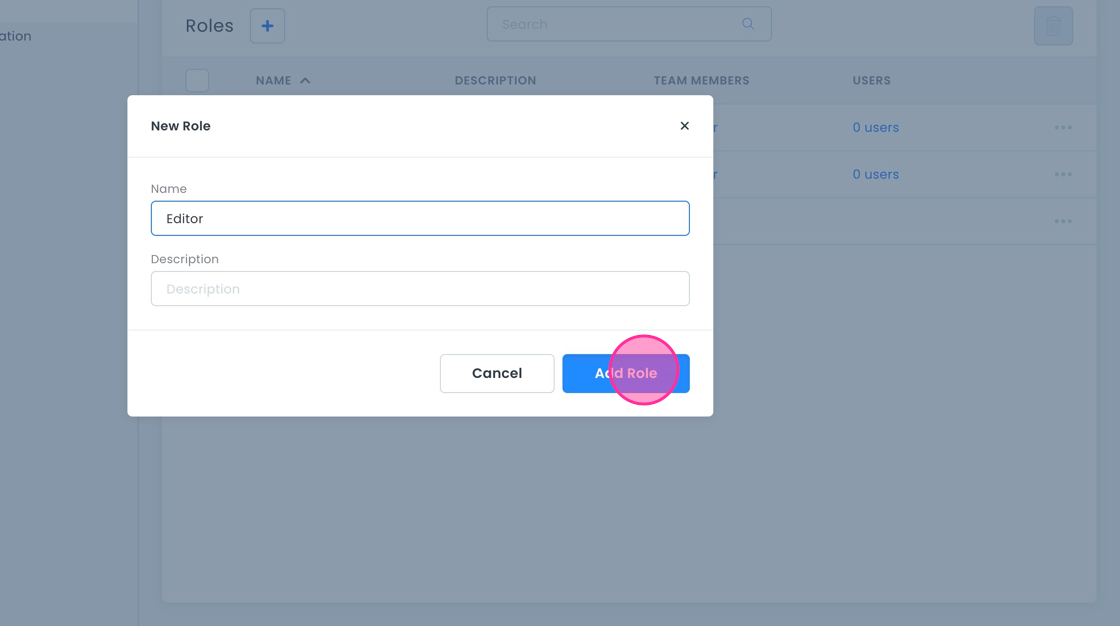 ation
Roles
Search
NAME
DESCRIPTION
TEAM MEMBERS
USERS
r
0 users
r
0 users
New Role
Name
Editor
Description
Description
Cancel
Add Role